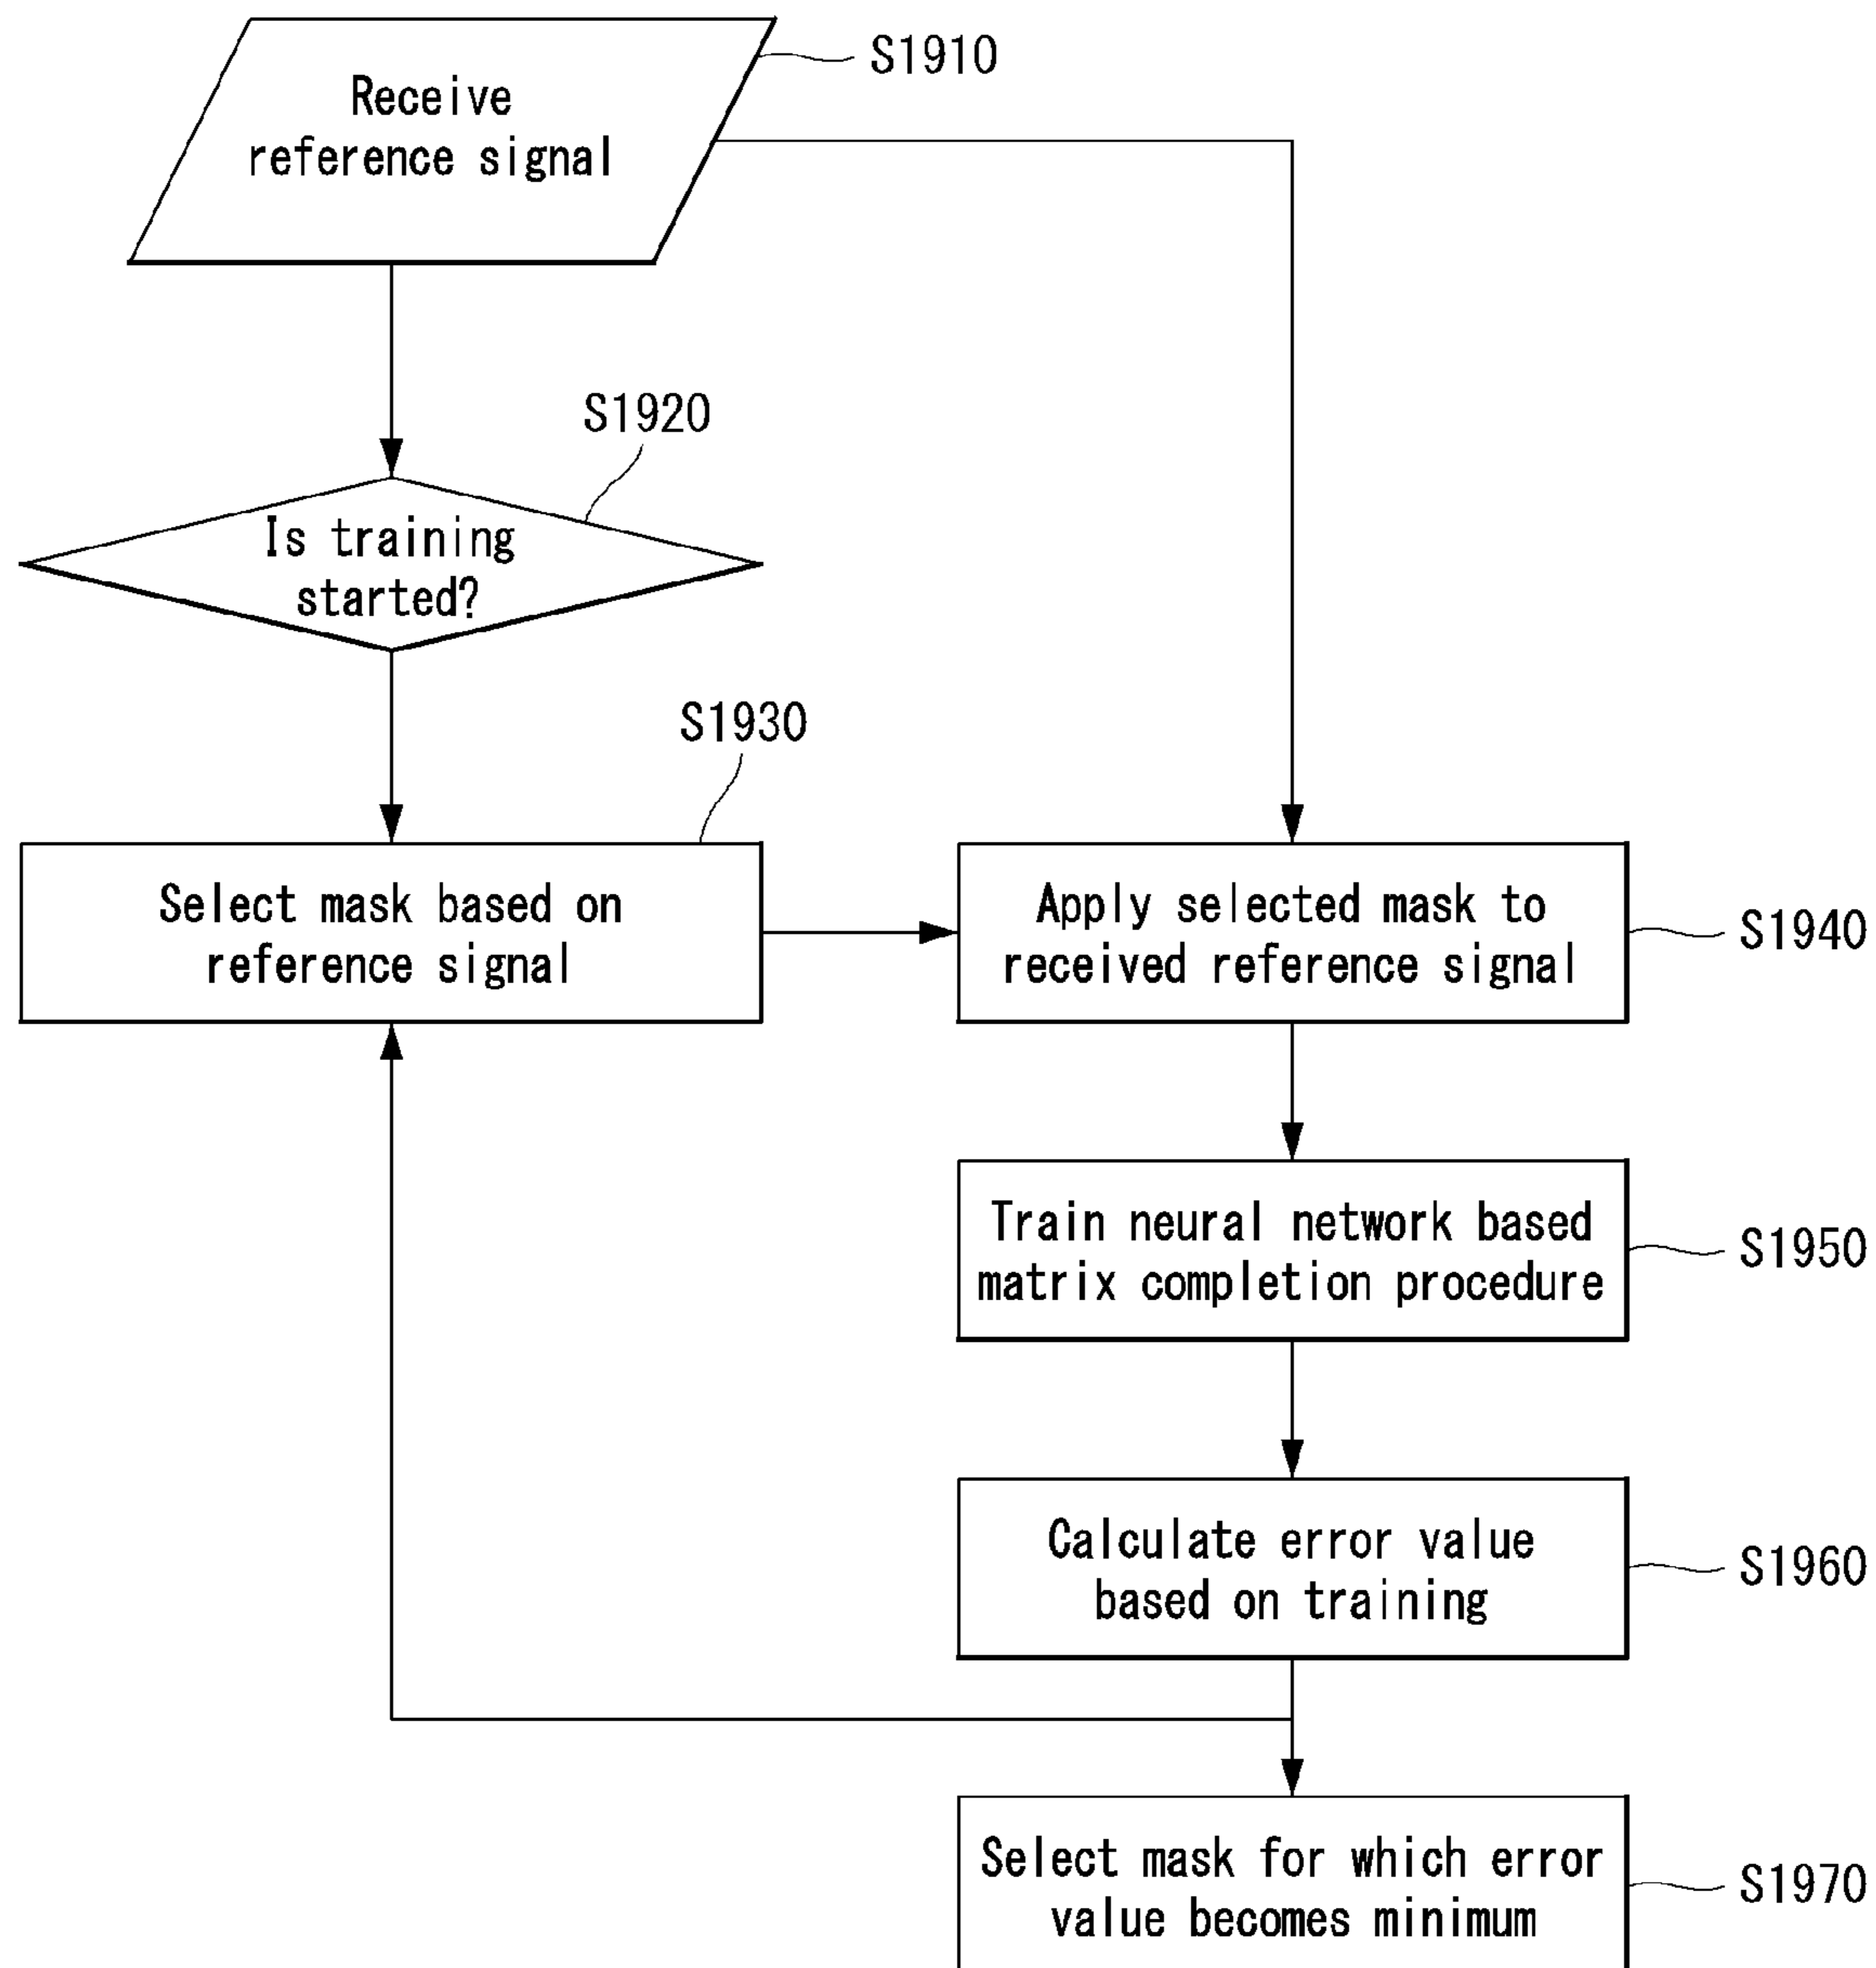 Receive
reference signal
S1910
S1920
Is training
started?
S1930
Select mask based on
reference signal
Apply selected mask to
received reference signal
S1940
Train neural network based
matrix completion procedure
S1950
Calculate error value
based on training
S1960
Select mask for which error
value becomes minimum
S1970